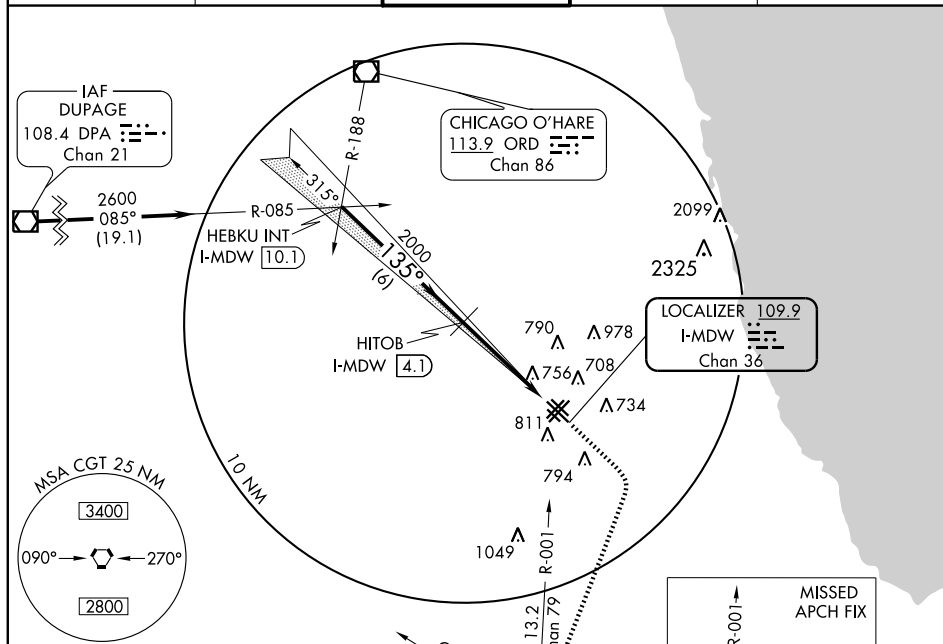 IAF
DUPAGE
108.4 DPA
Chan 21
2600
085°
(19.1)
R-085
R-188
CHICAGO O'HARE
113.9 ORD
Chan 86
315°
HEBKU INT
I-MDW 10.1
2000
135°
(6)
HITOB
I-MDW 4.1
2099
2325
LOCALIZER 109.9
I-MDW
Chan 36
790
978
756
708
734
811
794
1049
10 NM
MSA CGT 25 NM
3400
090°
270°
2800
R-001
13.2
han 79
MISSED
APCH FIX
R-001